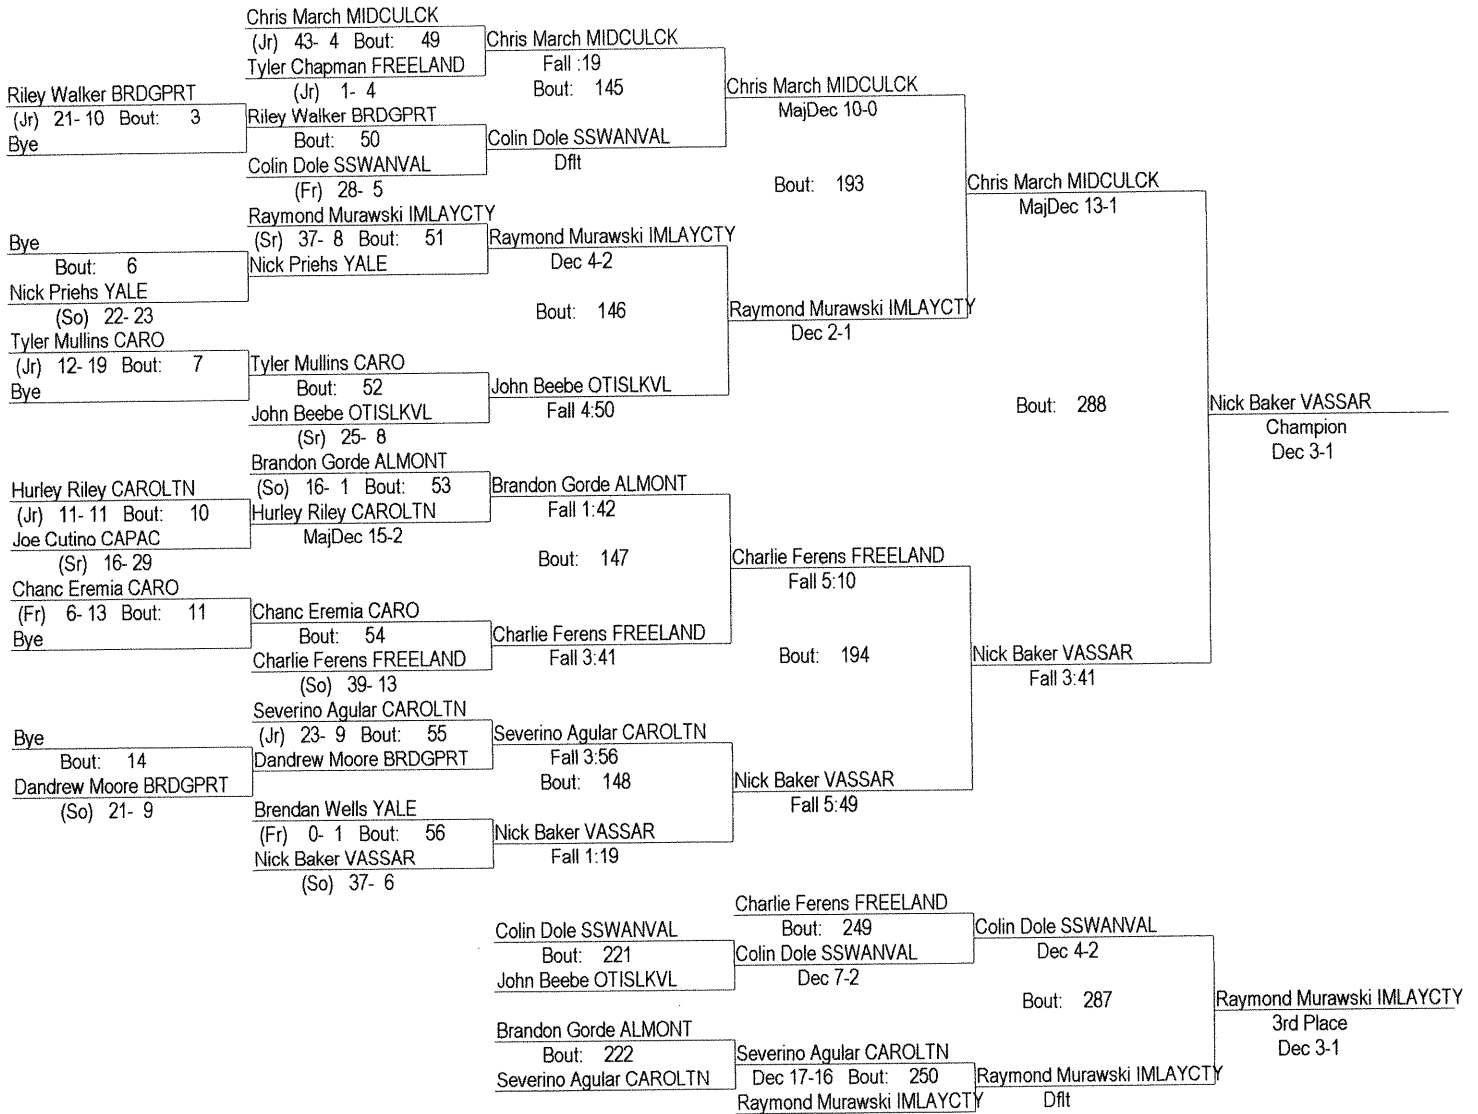 Chris March MIDCULCK
(Jr) 43- 4 Bout: 49
Tyler Chapman FREELAND
(Jr) 1- 4
Riley Walker BRDGPRT
(Jr) 21- 10 Bout: 3
Bye
Riley Walker BRDGPRT
Bout: 50
Colin Dole SSWANVAL
(Fr) 28- 5
Raymond Murawski IMLAYCTY
(Sr) 37- 8 Bout: 51
Nick Priehs YALE
Bye
Bout: 6
Nick Priehs YALE
(So) 22- 23
Tyler Mullins CARO
(Jr) 12- 19 Bout: 7
Bye
Tyler Mullins CARO
Bout: 52
John Beebe OTISLKVL
(Sr) 25- 8
Brandon Gorde ALMONT
(So) 16- 1 Bout: 53
Hurley Riley CAROLTN
MajDec 15-2
Hurley Riley CAROLTN
(Jr) 11- 11 Bout: 10
Joe Cutino CAPAC
(Sr) 16- 29
Chanc Eremia CARO
(Fr) 6- 13 Bout: 11
Bye
Chanc Eremia CARO
Bout: 54
Charlie Ferens FREELAND
(So) 39- 13
Severino Agular CAROLTN
(Jr) 23- 9 Bout: 55
Dandrew Moore BRDGPRT
Bye
Bout: 14
Dandrew Moore BRDGPRT
(So) 21- 9
Brendan Wells YALE
(Fr) 0- 1 Bout: 56
Nick Baker VASSAR
(So) 37- 6
Chris March MIDCULCK
Fall :19
Bout: 145
Colin Dole SSWANVAL
Dflt
Raymond Murawski IMLAYCTY
Dec 4-2
Bout: 146
John Beebe OTISLKVL
Fall 4:50
Brandon Gorde ALMONT
Fall 1:42
Bout: 147
Charlie Ferens FREELAND
Fall 3:41
Severino Agular CAROLTN
Fall 3:56
Bout: 148
Nick Baker VASSAR
Fall 1:19
Chris March MIDCULCK
MajDec 10-0
Bout: 193
Raymond Murawski IMLAYCTY
Dec 2-1
Charlie Ferens FREELAND
Fall 5:10
Bout: 194
Nick Baker VASSAR
Fall 5:49
Chris March MIDCULCK
MajDec 13-1
Bout: 288
Nick Baker VASSAR
Fall 3:41
Nick Baker VASSAR
Champion
Dec 3-1
Colin Dole SSWANVAL
Bout: 221
John Beebe OTISLKVL
Brandon Gorde ALMONT
Bout: 222
Severino Agular CAROLTN
Charlie Ferens FREELAND
Bout: 249
Colin Dole SSWANVAL
Dec 7-2
Severino Agular CAROLTN
Dec 17-16 Bout: 250
Raymond Murawski IMLAYCTY
Colin Dole SSWANVAL
Dec 4-2
Bout: 287
Raymond Murawski IMLAYCTY
Dflt
Raymond Murawski IMLAYCTY
3rd Place
Dec 3-1